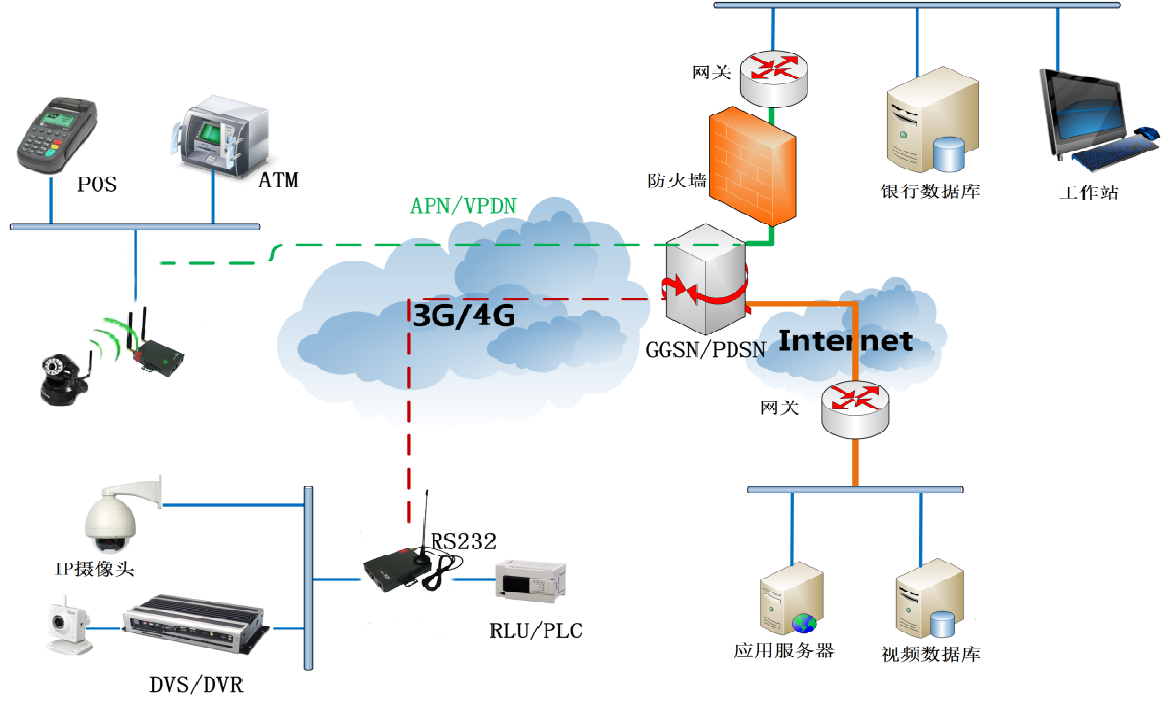 网关
POS
ATM
防火墙
银行数据库
工作站
APN/VPDN
3G/4G
GGSN/PDSN
Internet
网关
RS232
IP摄像头
RLU/PLC
应用服务器
视频数据库
DVS/DVR